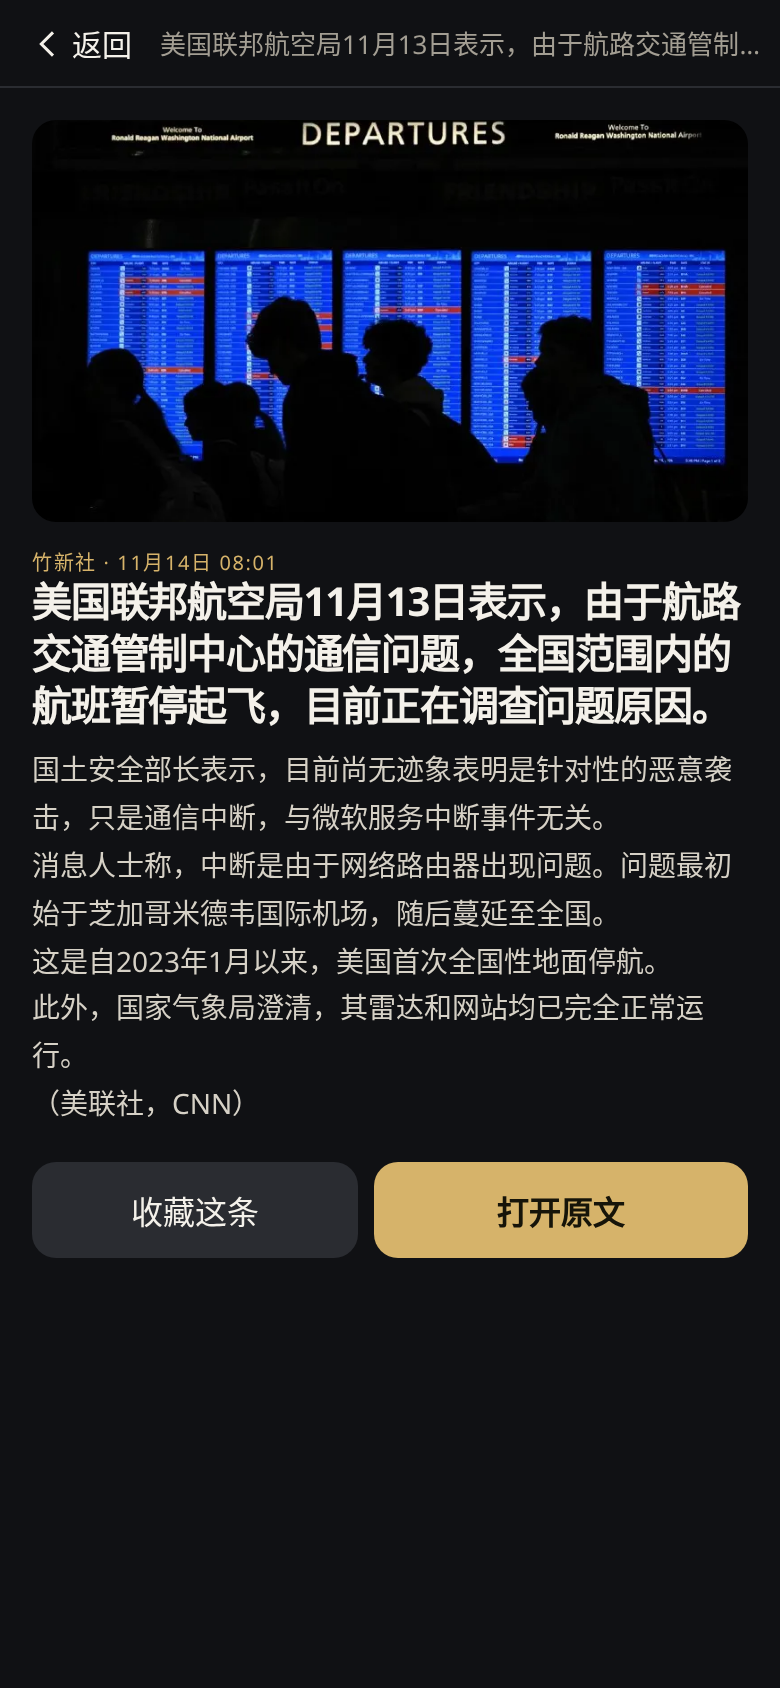 返回
美国联邦航空局11月13日表示，由于航路交通管制...
Welcome To
Ronald Reagan Washington National Airport
DEPARTURES
Welcome To
Ronald Reagan Washington National Airport
竹新社 · 11月14日 08:01
美国联邦航空局11月13日表示，由于航路
交通管制中心的通信问题，全国范围内的
航班暂停起飞，目前正在调查问题原因。
国土安全部长表示，目前尚无迹象表明是针对性的恶意袭
击，只是通信中断，与微软服务中断事件无关。
消息人士称，中断是由于网络路由器出现问题。问题最初
始于芝加哥米德韦国际机场，随后蔓延至全国。
这是自2023年1月以来，美国首次全国性地面停航。
此外，国家气象局澄清，其雷达和网站均已完全正常运
行。
（美联社，CNN）
收藏这条
打开原文